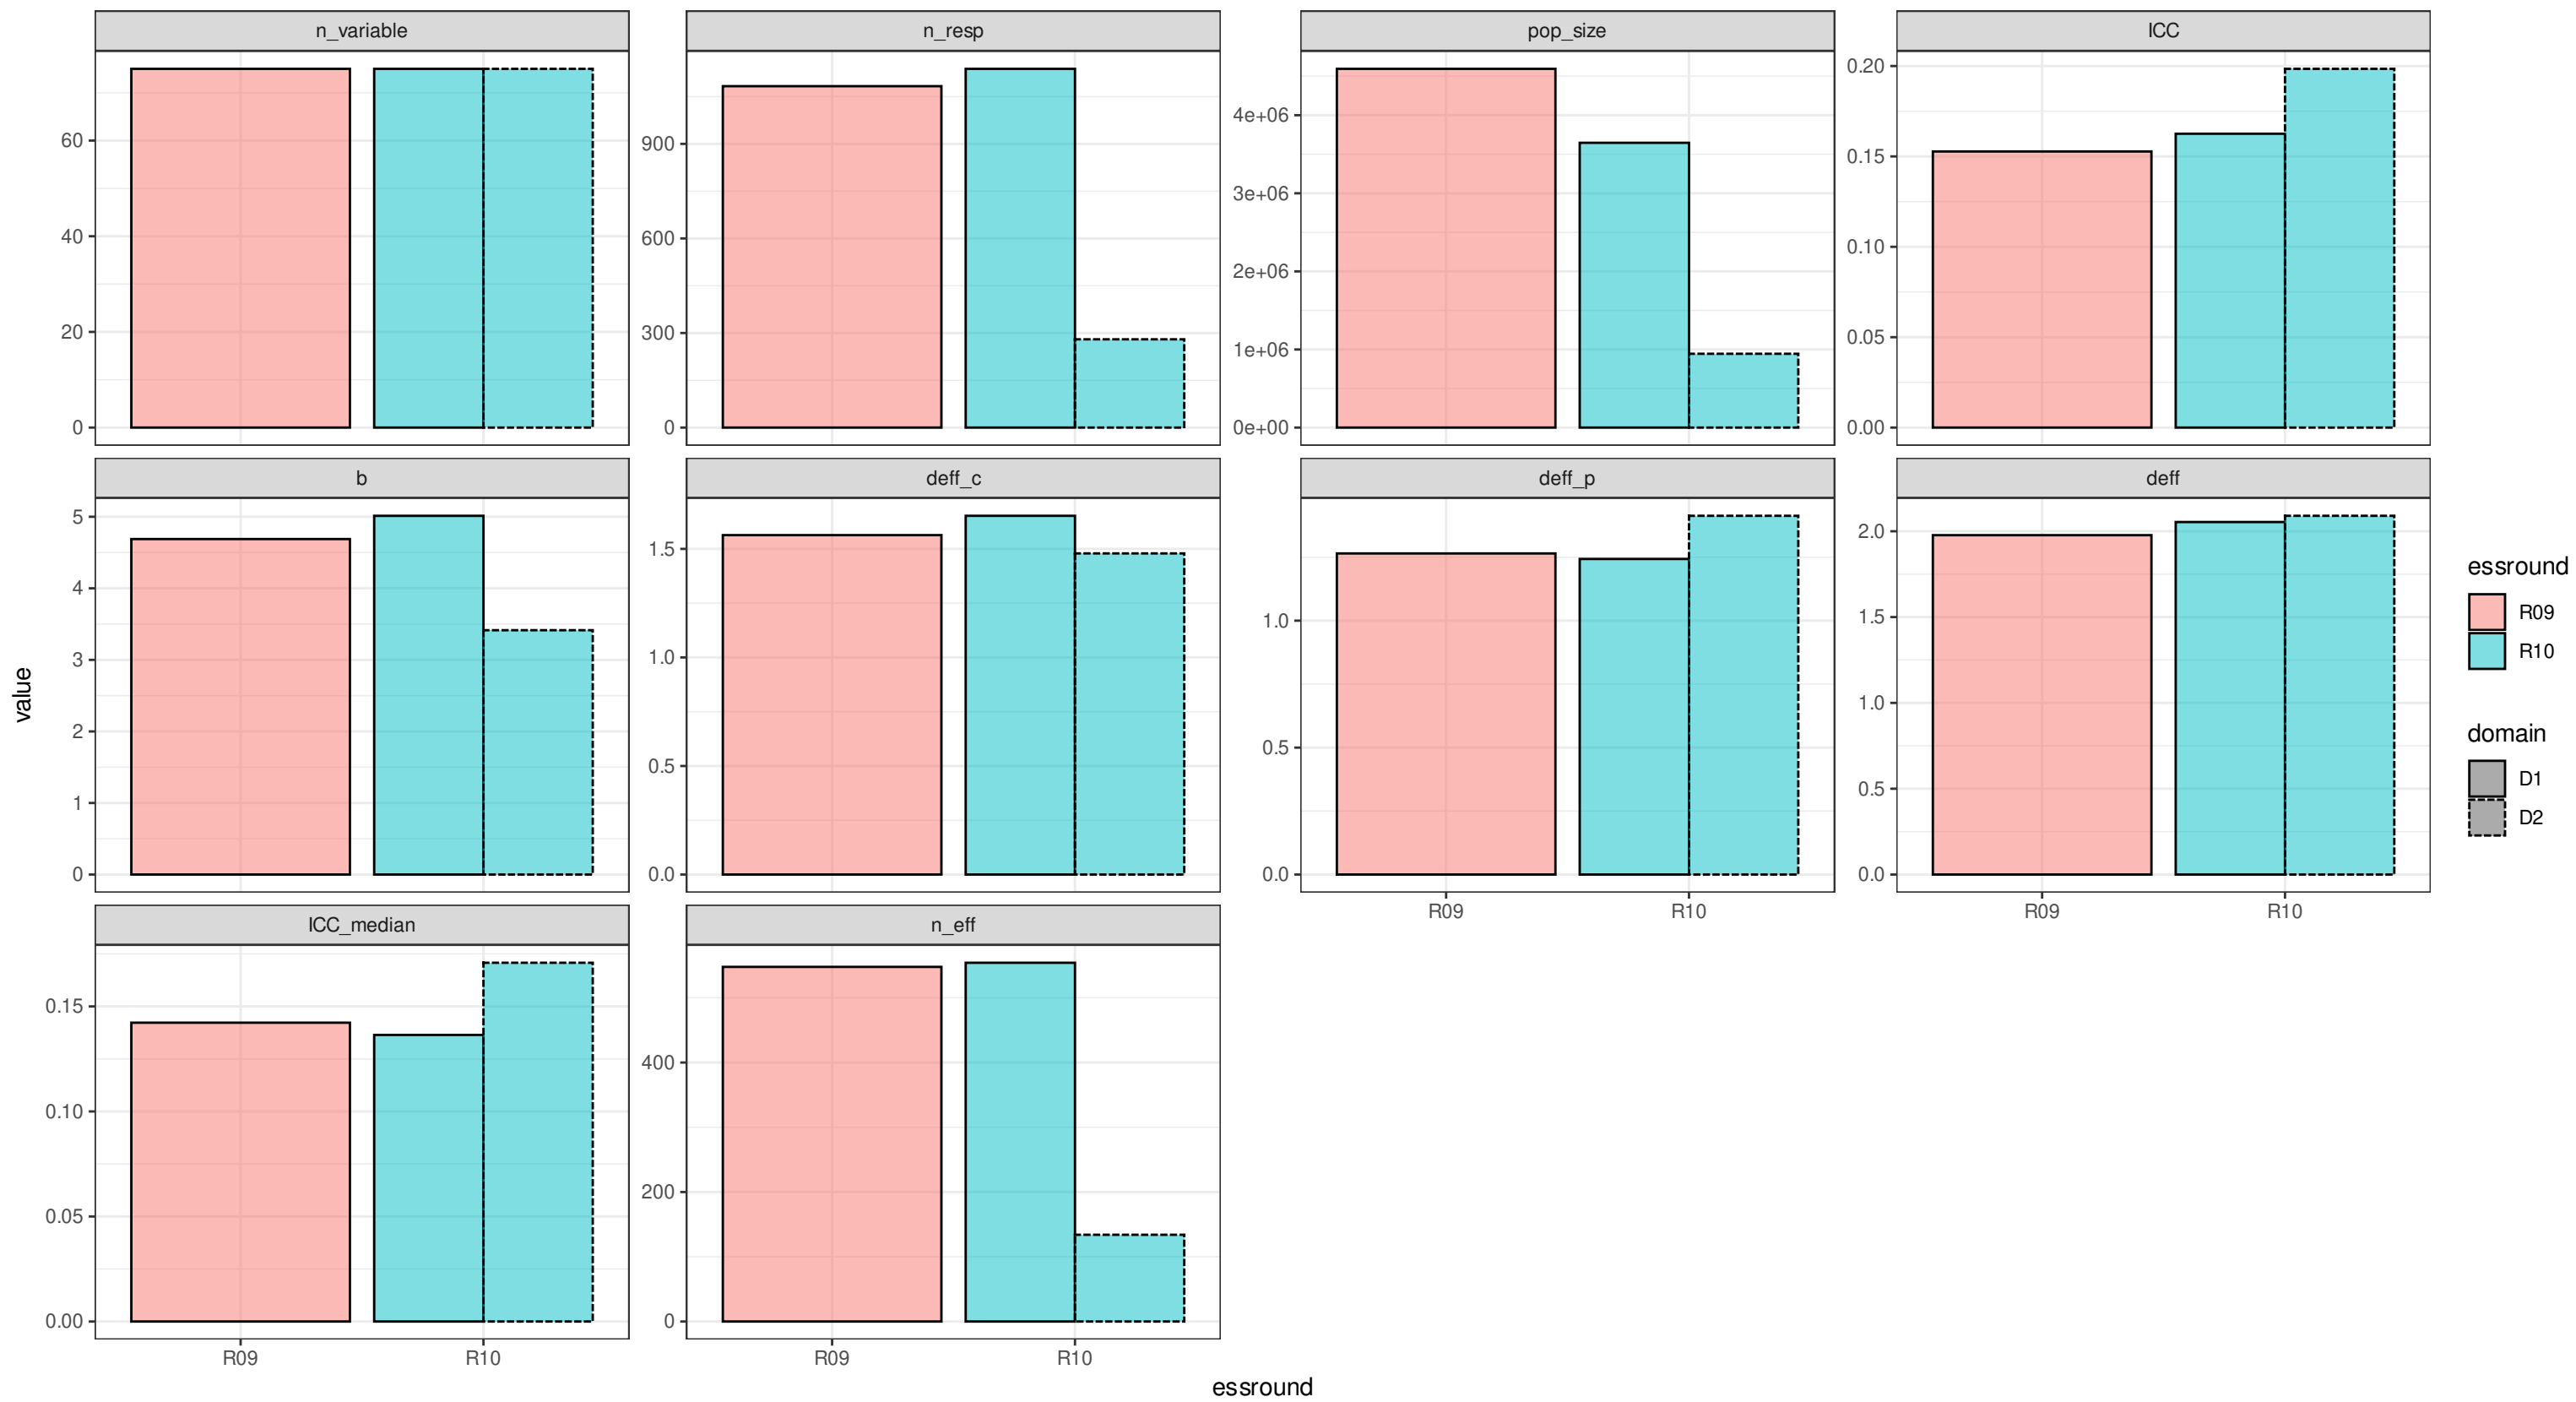 n_variable
n_resp
pop_size
ICC
60
40
20
0
900
600
300
0
4e+06
3e+06
2e+06
1e+06
0e+00
0.20
0.15
0.10
0.05
0.00
b
deff_c
deff_p
deff
5
4
3
2
1
0
1.5
1.0
0.5
0.0
1.0
0.5
0.0
2.0
1.5
1.0
0.5
0.0
R09
R10
R09
R10
ICC_median
n_eff
0.15
0.10
0.05
0.00
400
200
0
R09
R10
R09
R10
value
essround
essround
R09
R10
domain
D1
D2